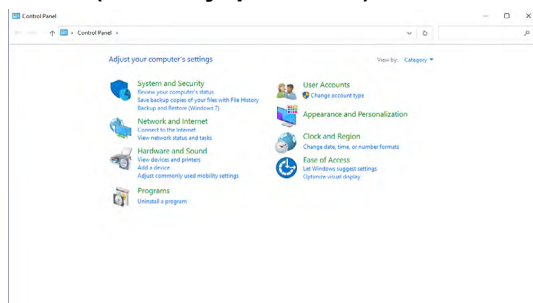 Control Panel
Control Panel
Adjust your computer's settings
View by: Category
System and Security
Review your computer's status
Save backup copies of your files with File History
Backup and Restore (Windows 7)
Network and Internet
Connect to the Internet
View network status and tasks
Hardware and Sound
View devices and printers
Add a device
Adjust commonly used mobility settings
Programs
Uninstall a program
User Accounts
Change account type
Appearance and Personalization
Clock and Region
Change date, time, or number formats
Ease of Access
Let Windows suggest settings
Optimize visual display